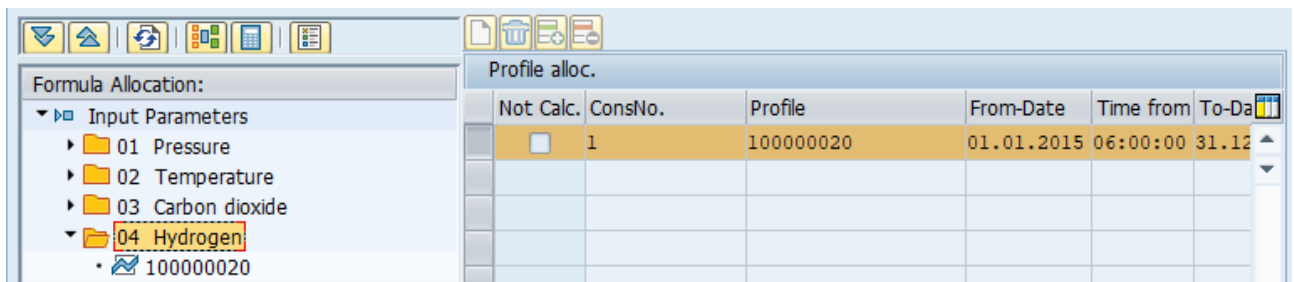 Profile alloc.
Formula Allocation:
Not Calc. ConsNo. Profile From-Date Time from To-Da
Input Parameters
1 100000020 01.01.2015 06:00:00 31.12
01 Pressure
02 Temperature
03 Carbon dioxide
04 Hydrogen
100000020